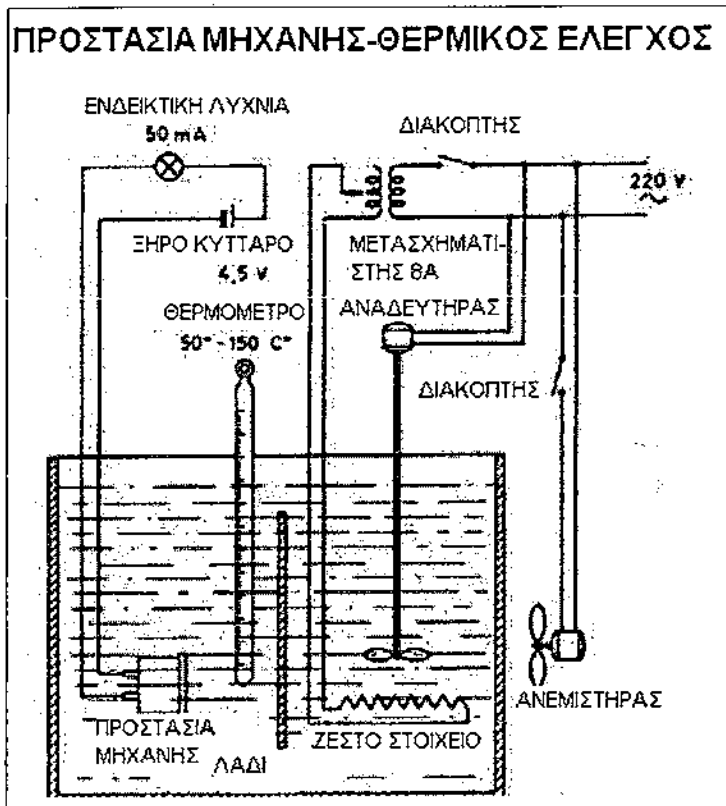 ΠΡΟΣΤΑΣΙΑ ΜΗΧΑΝΗΣ-ΘΕΡΜΙΚΟΣ ΕΛΕΓΧΟΣ
ΕΝΔΕΙΚΤΙΚΗ ΛΥΧΝΙΑ
50 mA
ΔΙΑΚΟΠΤΗΣ
220 V
~
ΞΗΡΟ ΚΥΤΤΑΡΟ
4,5 V
ΜΕΤΑΣΧΗΜΑΤΙ-
ΣΤΗΣ 8Α
ΘΕΡΜΟΜΕΤΡΟ
50°-150 C°
ΑΝΑΔΕΥΤΗΡΑΣ
ΔΙΑΚΟΠΤΗΣ
ΑΝΕΜΙΣΤΗΡΑΣ
ΠΡΟΣΤΑΣΙΑ
ΜΗΧΑΝΗΣ
ΛΑΔΙ
ΖΕΣΤΟ ΣΤΟΙΧΕΙΟ